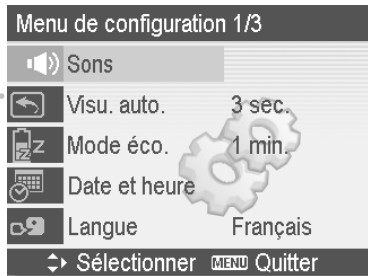 Menu de configuration 1/3
Sons
Visu. auto. 3 sec.
Mode éco. 1 min.
Date et heure
Langue Français
Sélectionner MENU Quitter